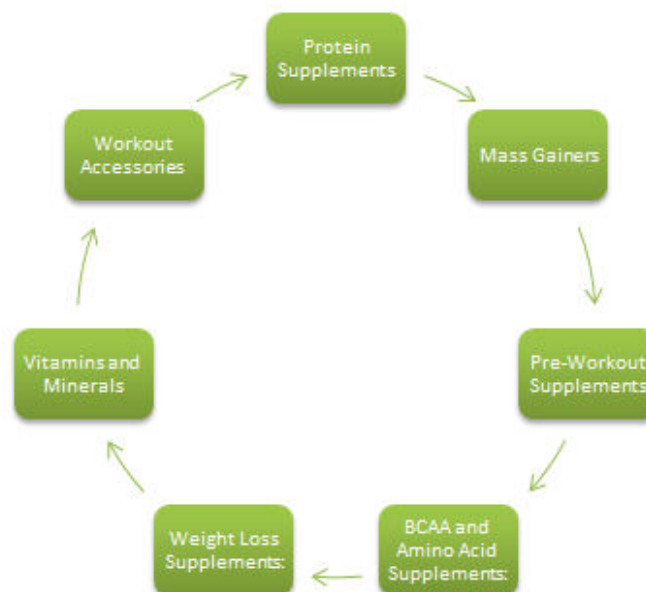 Protein
Supplements
Mass Gainers
Pre-Workout
Supplements
BCAA and
Amino Acid
Supplements:
Weight Loss
Supplements:
Vitamins and
Minerals
Workout
Accessories